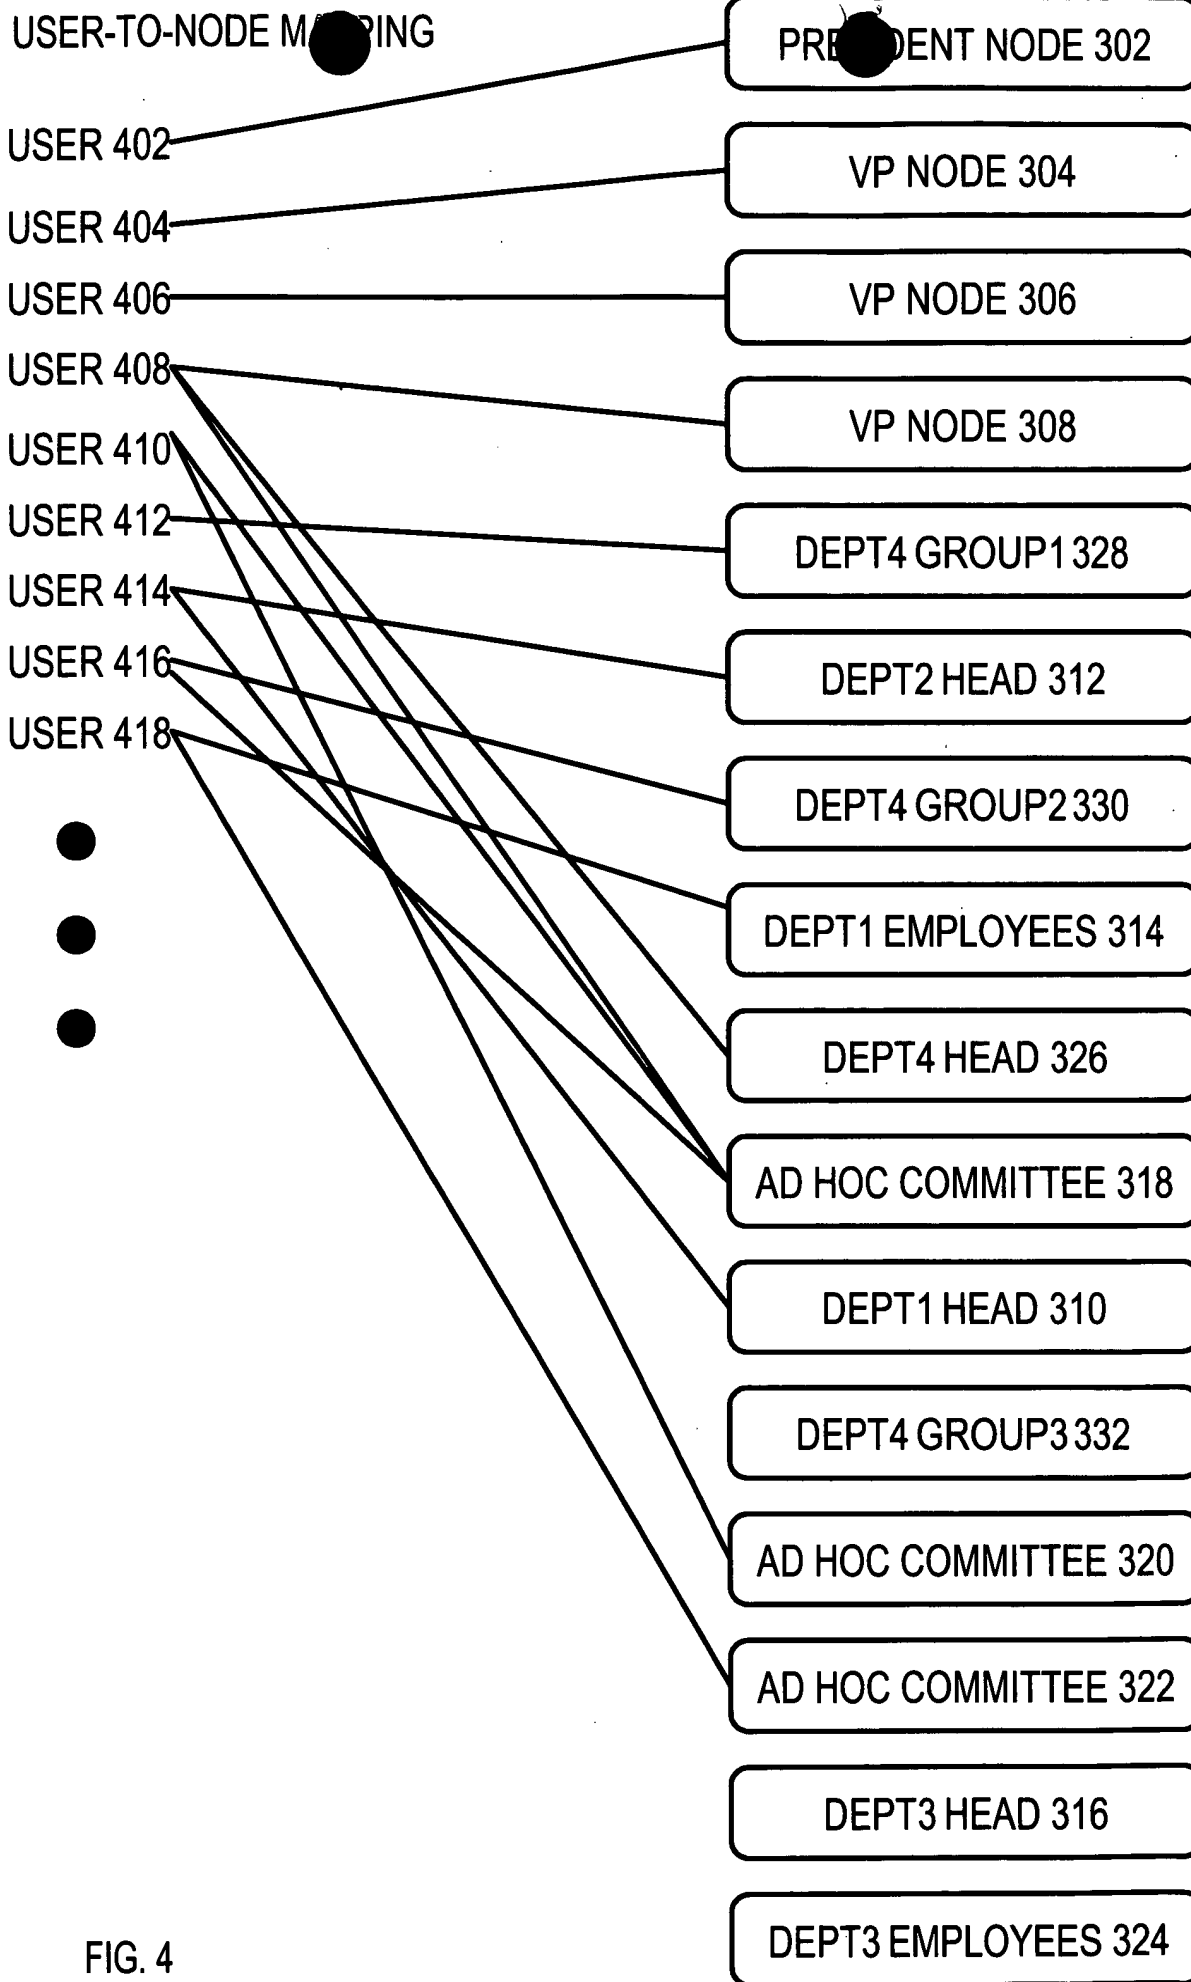 USER-TO-NODE
USER 402
USER 404
USER 406
USER 408
USER 410
USER 412
USER 414
USER 416
USER 418
NODE 302
VP NODE 304
VP NODE 306
VP NODE 308
DEPT4 GROUP1 328
DEPT2 HEAD 312
DEPT4 GROUP2 330
DEPT1 EMPLOYEES 314
DEPT4 HEAD 326
AD HOC COMMITTEE 318
DEPT1 HEAD 310
DEPT4 GROUP3 332
AD HOC COMMITTEE 320
AD HOC COMMITTEE 322
DEPT3 HEAD 316
DEPT3 EMPLOYEES 324
FIG. 4